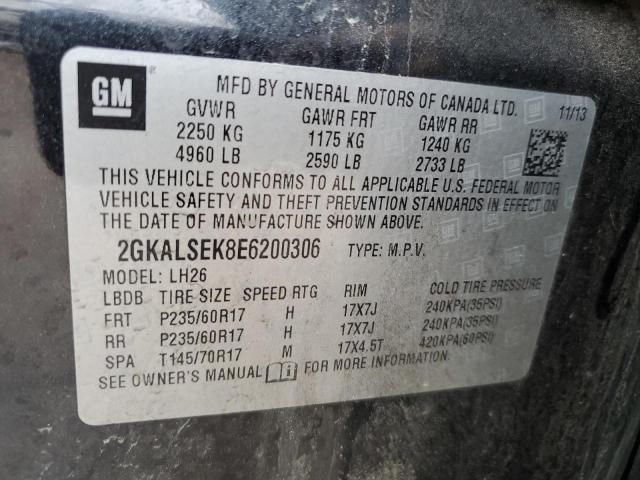 GM
MFD BY GENERAL MOTORS OF CANADA LTD.
11/13
GVWR GAWR FRT GAWR RR
2250 KG 1175 KG 1240 KG
4960 LB 2590 LB 2733 LB
THIS VEHICLE CONFORMS TO ALL APPLICABLE U.S. FEDERAL MOTOR
VEHICLE SAFETY AND THEFT PREVENTION STANDARDS IN EFFECT ON
THE DATE OF MANUFACTURE SHOWN ABOVE.
2GKALSEK8E6200306 TYPE: M.P.V.
MODEL: LH26
LBDB TIRE SIZE SPEED RTG RIM COLD TIRE PRESSURE
FRT P235/60R17 H 17X7J 240KPA(35PSI)
RR P235/60R17 H 17X7J 240KPA(35PSI)
SPA T145/70R17 M 17X4.5T 420KPA(60PSI)
SEE OWNER'S MANUAL FOR MORE INFORMATION.